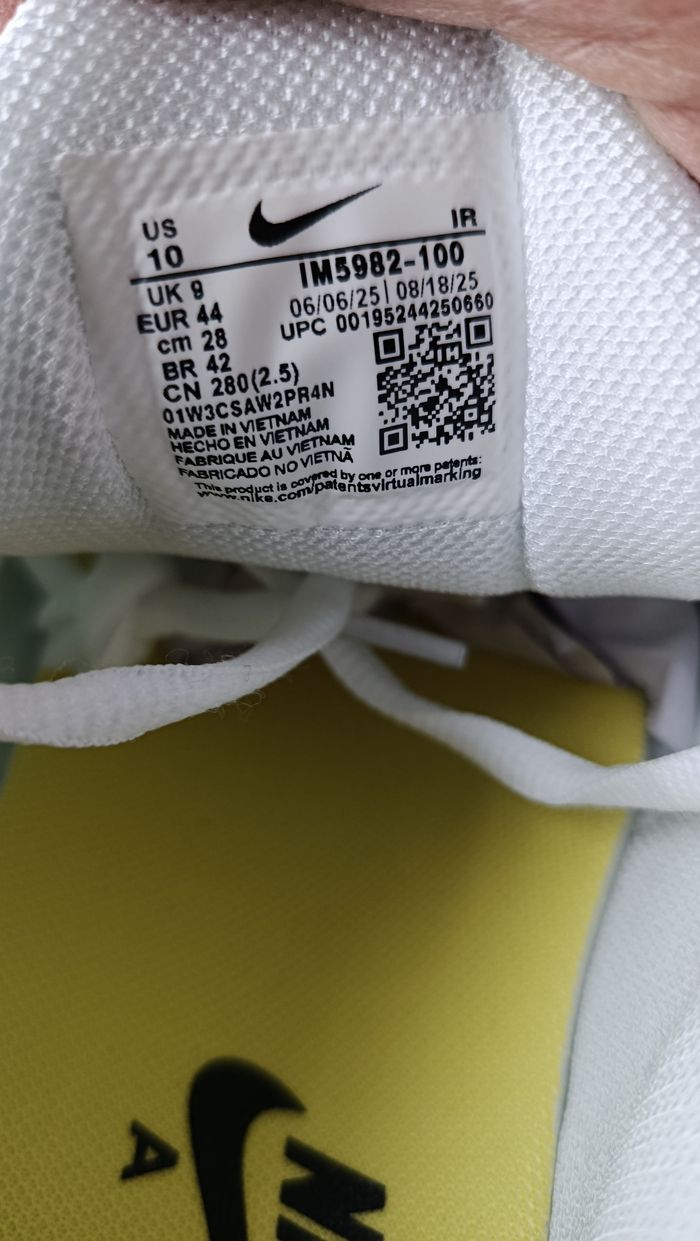 US
10
IR
IM5982-100
UK 9
06/06/25| 08/18/25
EUR 44
UPC 00195244250660
cm 28
BR 42
CN 280(2.5)
01W3CSAW2PR4N
MADE IN VIETNAM
HECHO EN VIETNAM
FABRIQUE AU VIETNAM
FABRICADO NO VIETNÃ
This product is covered by one or more patents:
www.nike.com/patentsvirtualmarking
A